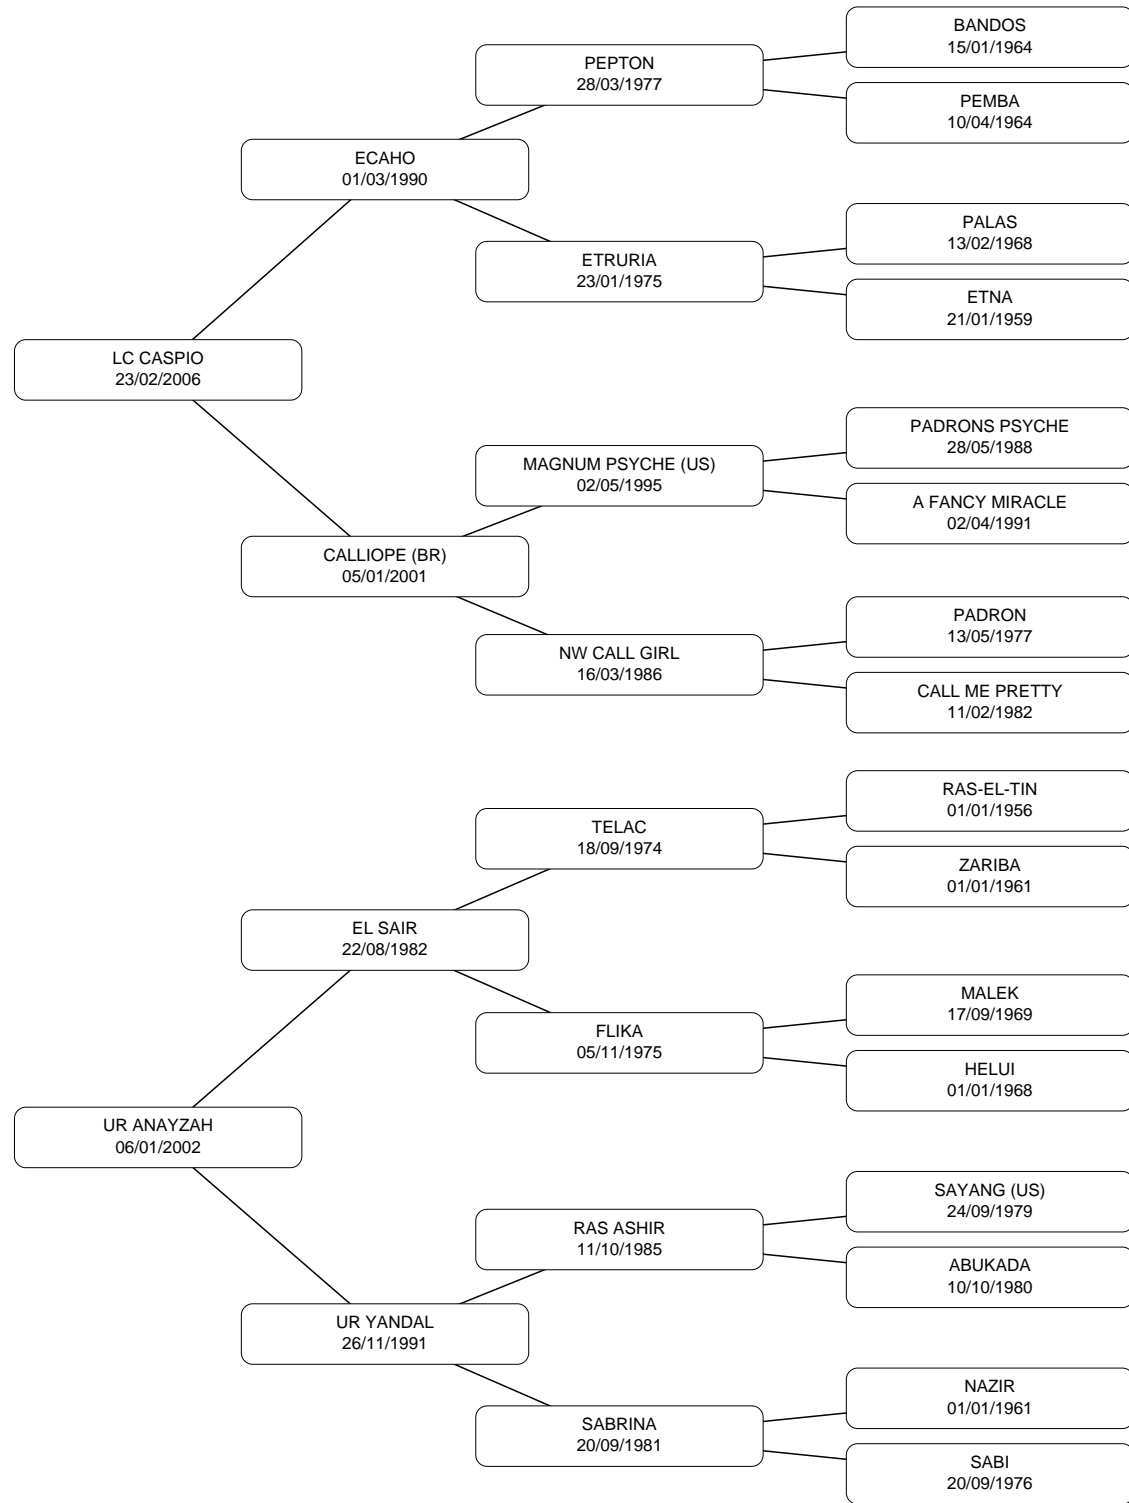 BANDOS
15/01/1964
PEPTON
28/03/1977
PEMBA
10/04/1964
ECAHO
01/03/1990
PALAS
13/02/1968
ETRURIA
23/01/1975
ETNA
21/01/1959
LC CASPIO
23/02/2006
PADRONS PSYCHE
28/05/1988
MAGNUM PSYCHE (US)
02/05/1995
A FANCY MIRACLE
02/04/1991
CALLIOPE (BR)
05/01/2001
PADRON
13/05/1977
NW CALL GIRL
16/03/1986
CALL ME PRETTY
11/02/1982
RAS-EL-TIN
01/01/1956
TELAC
18/09/1974
ZARIBA
01/01/1961
EL SAIR
22/08/1982
MALEK
17/09/1969
FLIKA
05/11/1975
HELUI
01/01/1968
UR ANAYZAH
06/01/2002
SAYANG (US)
24/09/1979
RAS ASHIR
11/10/1985
ABUKADA
10/10/1980
UR YANDAL
26/11/1991
NAZIR
01/01/1961
SABRINA
20/09/1981
SABI
20/09/1976